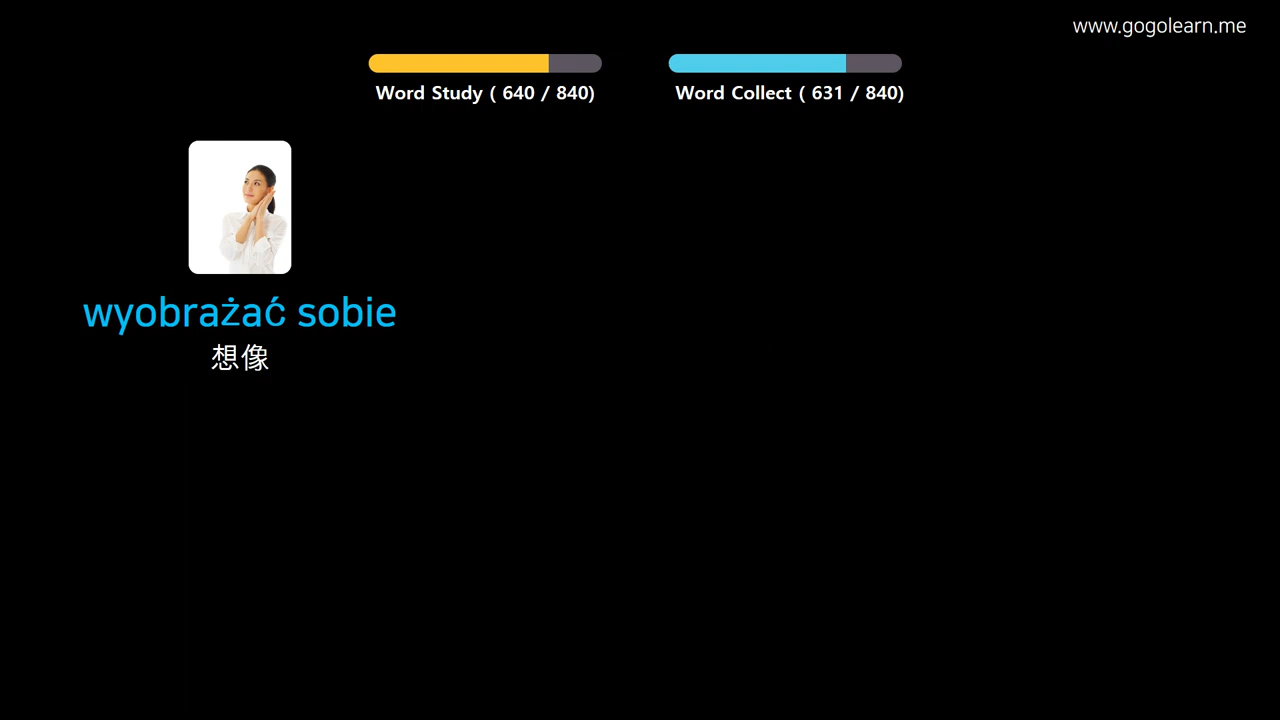 www.gogolearn.me
Word Study ( 640 / 840)
Word Collect ( 631 / 840)
wyobrażać sobie
想像